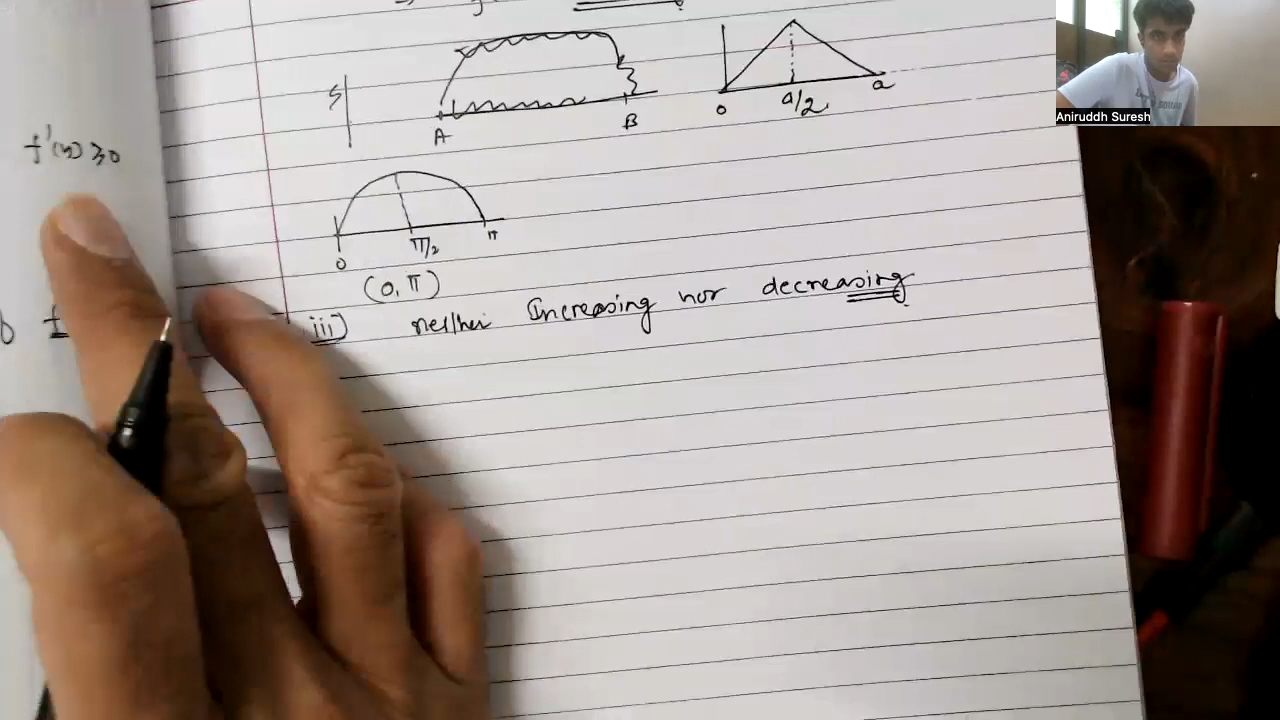 S
A
B
0
a/2
a
f'(x) ≥ 0
0
π/2
π
(0, π)
iii) neither Increasing nor decreasing
Aniruddh Suresh